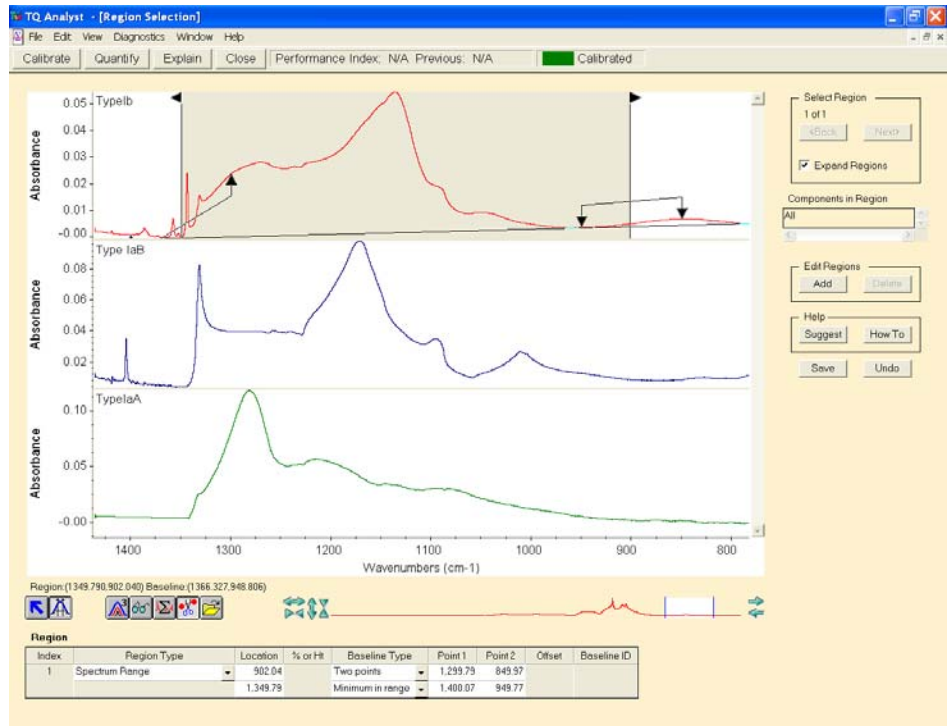 TQ Analyst - [Region Selection]
File Edit View Diagnostics Window Help
Calibrate Quantify Explain Close Performance Index: N/A Previous: N/A Calibrated
TypeIb
0.05
0.04
0.03
0.02
0.01
-0.00
Absorbance
Type IaB
0.08
0.06
0.04
0.02
Absorbance
TypeIaA
0.10
0.05
-0.00
Absorbance
1400 1300 1200 1100 1000 900 800
Wavenumbers (cm-1)
Select Region
1 of 1
<Back Next>
Expand Regions
Components in Region
All
Edit Regions
Add Delete
Help
Suggest How To
Save Undo
Region:(1349.790,902.040) Baseline:(1366.327,948.806)
Region
Index Region Type Location % or Ht Baseline Type Point 1 Point 2 Offset Baseline ID
1 Spectrum Range 902.04 Two points 1,299.79 849.97
1,349.79 Minimum in range 1,400.07 949.77